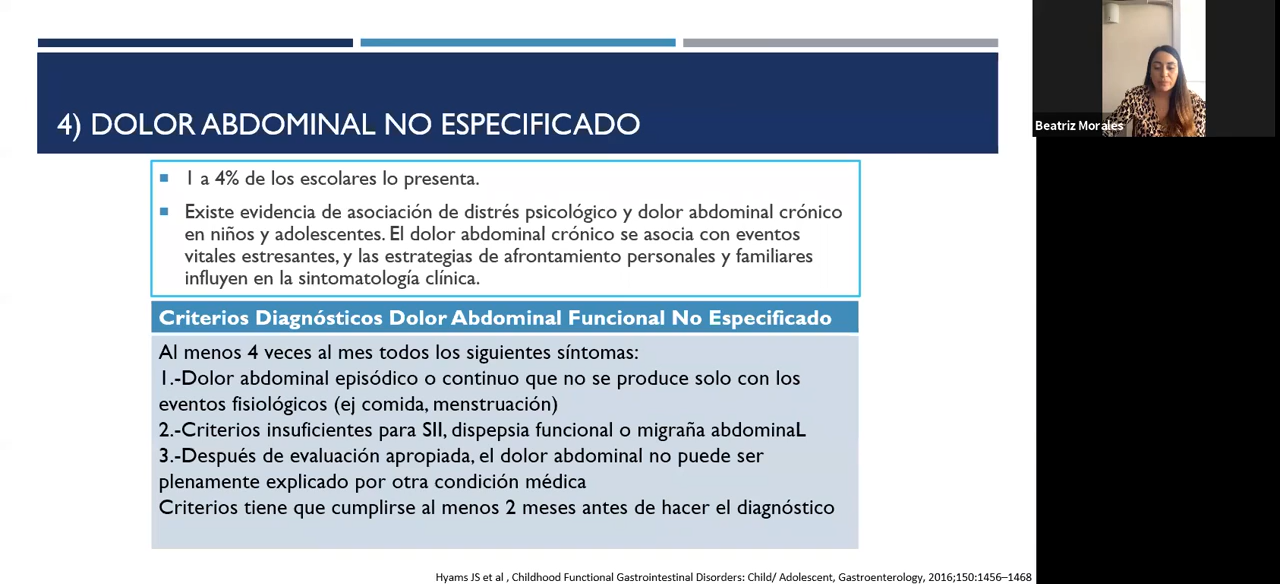 4) DOLOR ABDOMINAL NO ESPECIFICADO
Beatriz Morales
1 a 4% de los escolares lo presenta.
Existe evidencia de asociación de distrés psicológico y dolor abdominal crónico
en niños y adolescentes. El dolor abdominal crónico se asocia con eventos
vitales estresantes, y las estrategias de afrontamiento personales y familiares
influyen en la sintomatología clínica.
Criterios Diagnósticos Dolor Abdominal Funcional No Especificado
Al menos 4 veces al mes todos los siguientes síntomas:
1.-Dolor abdominal episódico o continuo que no se produce solo con los
eventos fisiológicos (ej comida, menstruación)
2.-Criterios insuficientes para SII, dispepsia funcional o migraña abdominaL
3.-Después de evaluación apropiada, el dolor abdominal no puede ser
plenamente explicado por otra condición médica
Criterios tiene que cumplirse al menos 2 meses antes de hacer el diagnóstico
Hyams JS et al , Childhood Functional Gastrointestinal Disorders: Child/ Adolescent, Gastroenterology, 2016;150:1456–1468